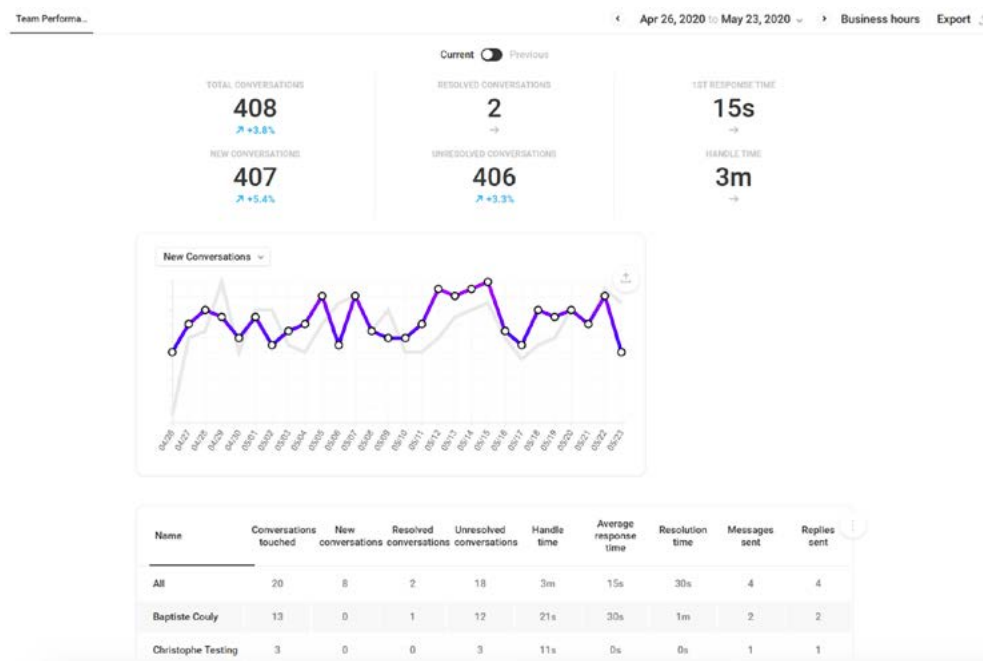 Team Performa...
Apr 26, 2020 to May 23, 2020
Business hours
Export
Current
Previous
TOTAL CONVERSATIONS
408
+3.8%
RESOLVED CONVERSATIONS
2
1ST RESPONSE TIME
15s
NEW CONVERSATIONS
407
+5.4%
UNRESOLVED CONVERSATIONS
406
+3.3%
HANDLE TIME
3m
New Conversations
04/26 04/27 04/28 04/29 04/30 05/01 05/02 05/03 05/04 05/05 05/06 05/07 05/08 05/09 05/10 05/11 05/12 05/13 05/14 05/15 05/16 05/17 05/18 05/19 05/20 05/21 05/22 05/23
Name
Conversations touched
New conversations
Resolved conversations
Unresolved conversations
Handle time
Average response time
Resolution time
Messages sent
Replies sent
All 20 8 2 18 3m 15s 30s 4 4
Baptiste Couly 13 0 1 12 21s 30s 1m 2 2
Christophe Testing 3 0 0 3 11s 0s 0s 1 1